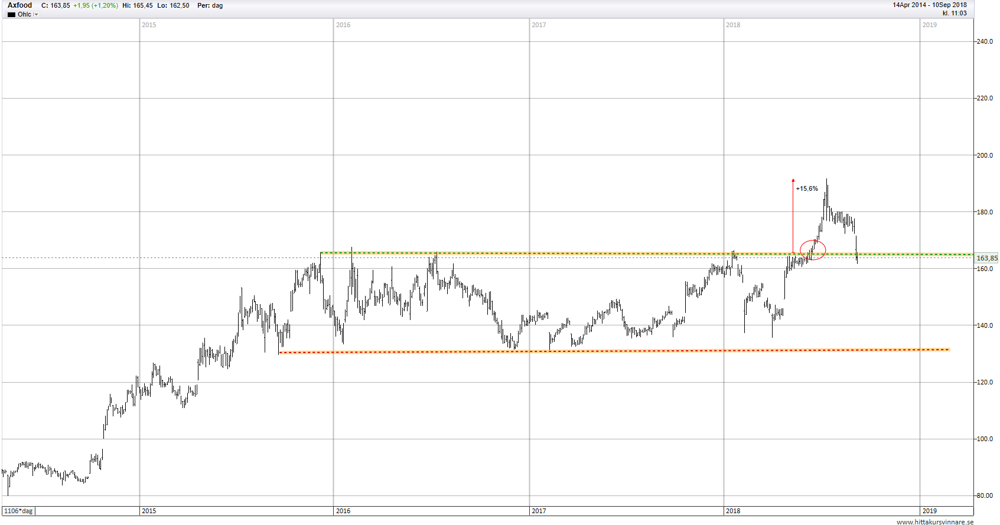 Axfood C: 163,85 +1,95 (+1,20%) Hi: 165,45 Lo: 162,50 Per: dag 14Apr 2014 - 10Sep 2018
Ohlc kl. 11:03
2015 2016 2017 2018 2019
240.0
220.0
200.0
+15,6%
180.0
163,85
160.0
140.0
120.0
100.0
80.00
1106*dag 2015 2016 2017 2018 2019
www.hittakursvinnare.se